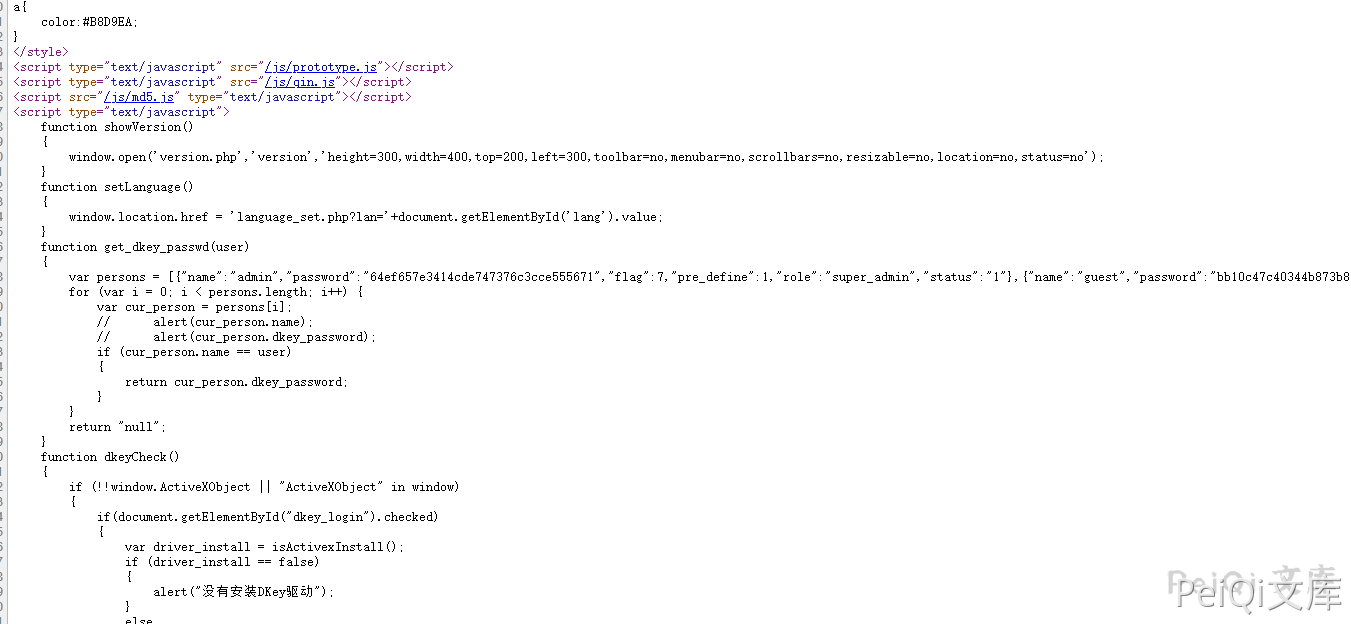 a{
color:#B8D9EA;
}
</style>
<script type="text/javascript" src="/js/prototype.js"></script>
<script type="text/javascript" src="/js/qin.js"></script>
<script src="/js/md5.js" type="text/javascript"></script>
<script type="text/javascript">
function showVersion()
{
window.open('version.php','version','height=300,width=400,top=200,left=300,toolbar=no,menubar=no,scrollbars=no,resizable=no,location=no,status=no');
}
function setLanguage()
{
window.location.href = 'language_set.php?lan='+document.getElementById('lang').value;
}
function get_dkey_passwd(user)
{
var persons = [{"name":"admin","password":"64ef657e3414cde747376c3cce555671","flag":7,"pre_define":1,"role":"super_admin","status":"1"},{"name":"guest","password":"bb10c47c40344b873b8
for (var i = 0; i < persons.length; i++) {
var cur_person = persons[i];
// alert(cur_person.name);
// alert(cur_person.dkey_password);
if (cur_person.name == user)
{
return cur_person.dkey_password;
}
}
return "null";
}
function dkeyCheck()
{
if (!!window.ActiveXObject || "ActiveXObject" in window)
{
if(document.getElementById("dkey_login").checked)
{
var driver_install = isActivexInstall();
if (driver_install == false)
{
alert("没有安装DKey驱动");
}
else
PeiQi 文库
PeiQi文库